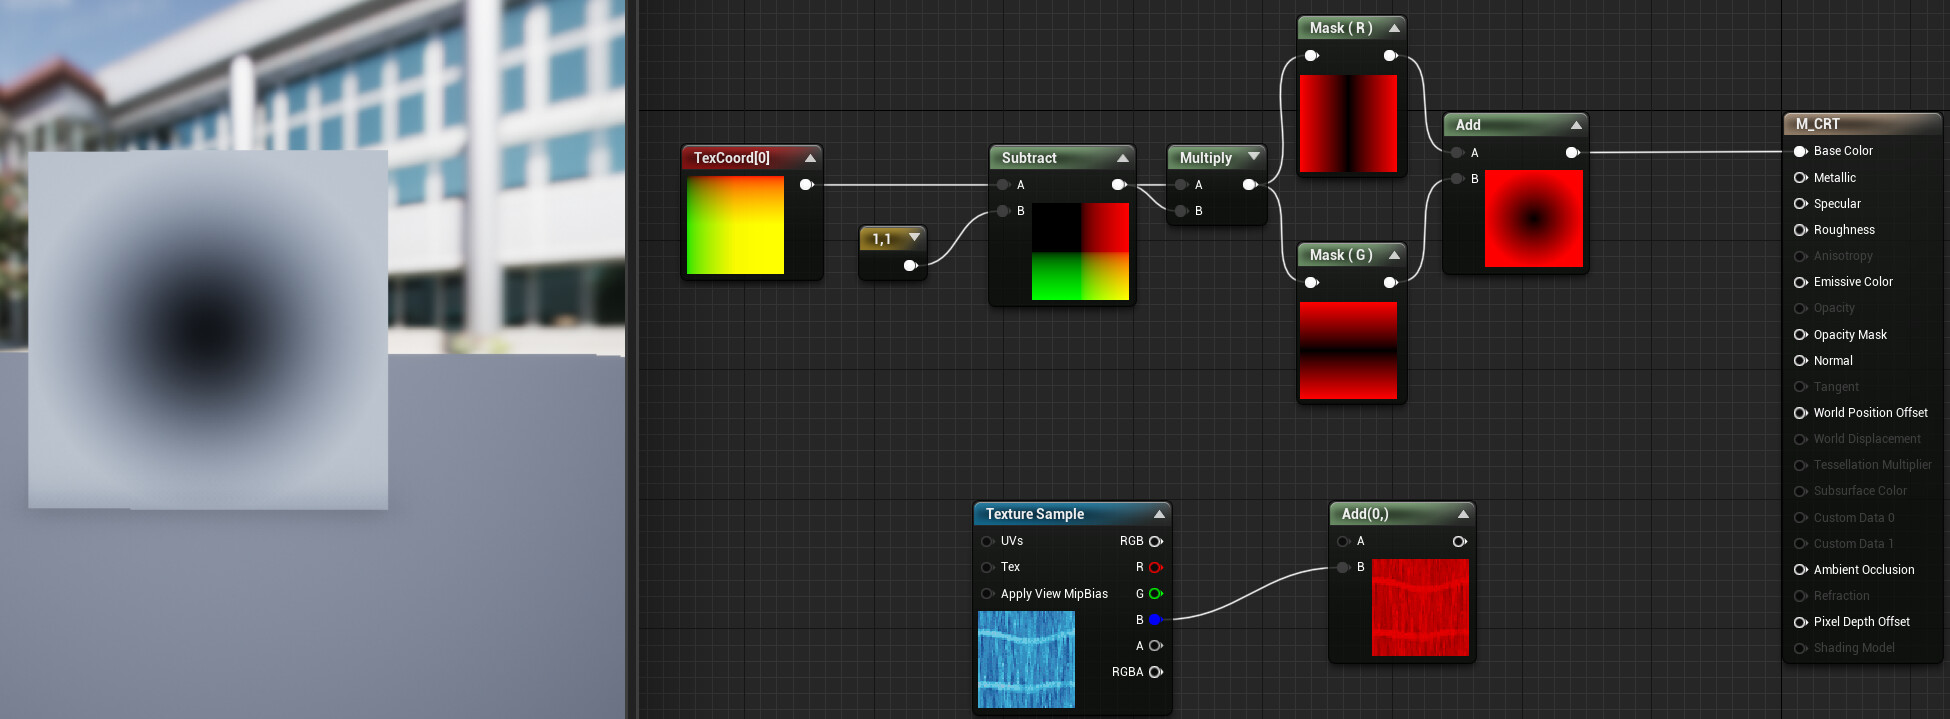 Mask ( R )
TexCoord[0]
1,1
Subtract
A
B
Multiply
A
B
Mask ( G )
Add
A
B
M_CRT
Base Color
Metallic
Specular
Roughness
Anisotropy
Emissive Color
Opacity
Opacity Mask
Normal
Tangent
World Position Offset
World Displacement
Tessellation Multiplier
Subsurface Color
Custom Data 0
Custom Data 1
Ambient Occlusion
Refraction
Pixel Depth Offset
Shading Model
Texture Sample
UVs RGB
Tex R
Apply View MipBias G
B
A
RGBA
Add(0,)
A
B